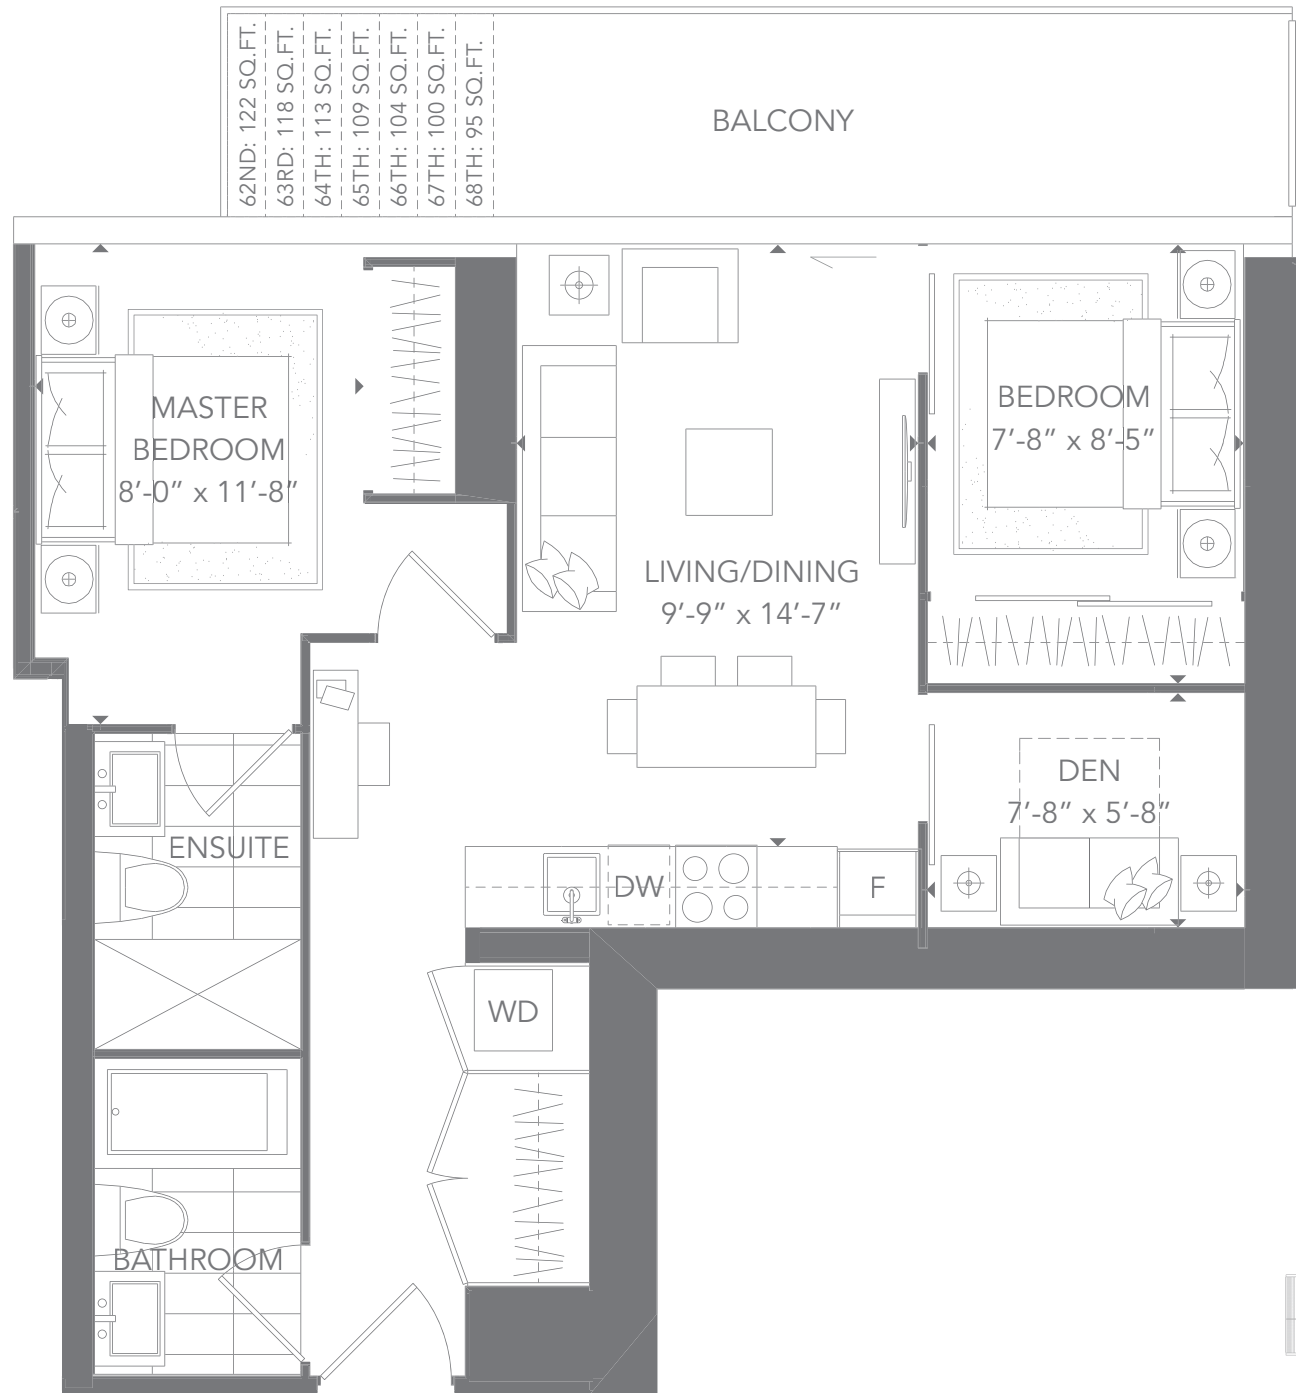 62ND: 122 SQ.FT.
63RD: 118 SQ.FT.
64TH: 113 SQ.FT.
65TH: 109 SQ.FT.
66TH: 104 SQ.FT.
67TH: 100 SQ.FT.
68TH: 95 SQ.FT.
BALCONY
MASTER
BEDROOM
8’-0” x 11’-8”
BEDROOM
7’-8” x 8’-5”
LIVING/DINING
9’-9” x 14’-7”
DEN
7’-8” x 5’-8”
ENSUITE
DW
F
WD
BATHROOM